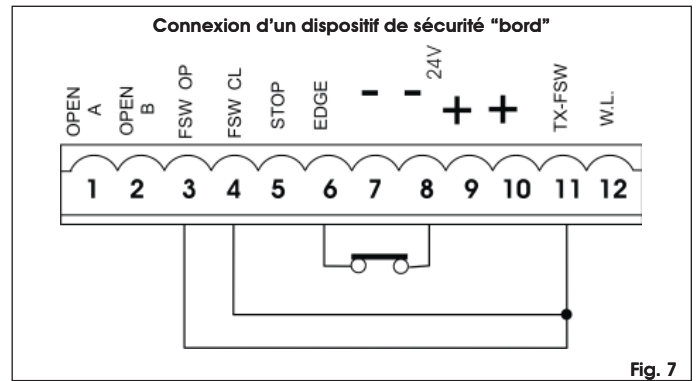 Connexion d'un dispositif de sécurité “bord”
OPEN A
OPEN B
FSW OP
FSW CL
STOP
EDGE
- -
24V
+ +
TX-FSW
W.L.
1 2 3 4 5 6 7 8 9 10 11 12
Fig. 7